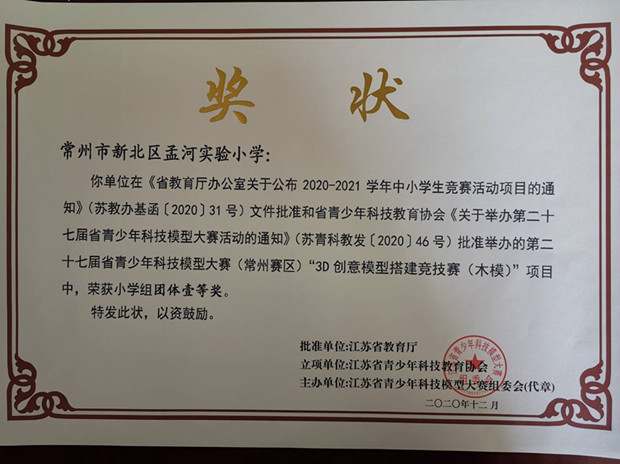 奖 状
常州市新北区孟河实验小学：
你单位在《省教育厅办公室关于公布 2020-2021 学年中小学生竞赛活动项目的通
知》（苏教办基函〔2020〕31 号）文件批准和省青少年科技教育协会《关于举办第二十
七届省青少年科技模型大赛活动的通知》（苏青科教发〔2020〕46 号）批准举办的第二
十七届省青少年科技模型大赛（常州赛区）“3D 创意模型搭建竞技赛（木模）”项目
中，荣获小学组团体壹等奖。
特发此状，以资鼓励。
批准单位:江苏省教育厅
立项单位:江苏省青少年科技教育协会
主办单位:江苏省青少年科技模型大赛组委会(代章)
二〇二〇年十二月